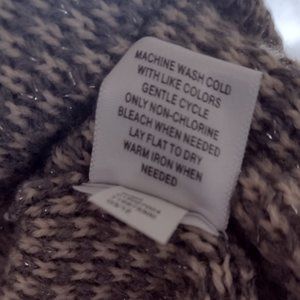 MACHINE WASH COLD
WITH LIKE COLORS
GENTLE CYCLE
ONLY NON-CHLORINE
BLEACH WHEN NEEDED
LAY FLAT TO DRY
WARM IRON WHEN
NEEDED